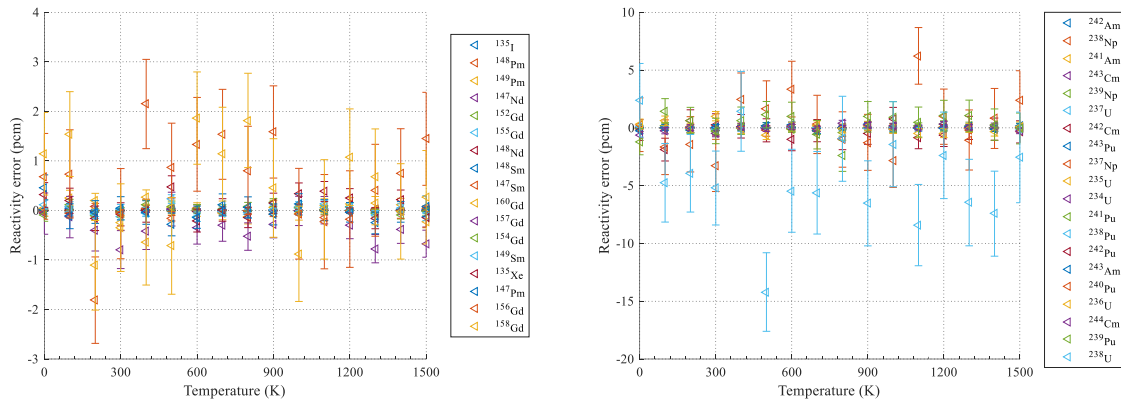 4
3
2
1
0
-1
-2
-3
Reactivity error (pcm)
0
300
600
900
1200
1500
Temperature (K)
¹³⁵I
¹⁴⁸Pm
¹⁴⁹Pm
¹⁴⁷Nd
¹⁵²Gd
¹⁵⁵Gd
¹⁴⁸Nd
¹⁴⁸Sm
¹⁴⁷Sm
¹⁶⁰Gd
¹⁵⁷Gd
¹⁵⁴Gd
¹⁴⁹Sm
¹³⁵Xe
¹⁴⁷Pm
¹⁵⁶Gd
¹⁵⁸Gd
10
5
0
-5
-10
-15
-20
Reactivity error (pcm)
0
300
600
900
1200
1500
Temperature (K)
²⁴²Am
²³⁸Np
²⁴¹Am
²⁴³Cm
²³⁹Np
²³⁷U
²⁴²Cm
²⁴³Pu
²³⁷Np
²³⁵U
²³⁴U
²⁴¹Pu
²³⁸Pu
²⁴²Pu
²⁴³Am
²⁴⁰Pu
²³⁶U
²⁴⁴Cm
²³⁹Pu
²³⁸U